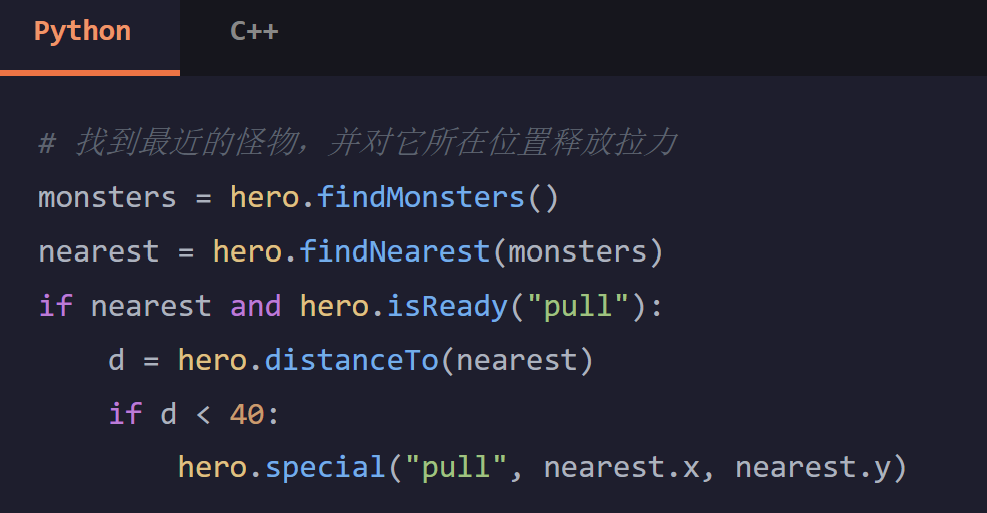 Python C++
# 找到最近的怪物，并对它所在位置释放拉力
monsters = hero.findMonsters()
nearest = hero.findNearest(monsters)
if nearest and hero.isReady("pull"):
    d = hero.distanceTo(nearest)
    if d < 40:
        hero.special("pull", nearest.x, nearest.y)